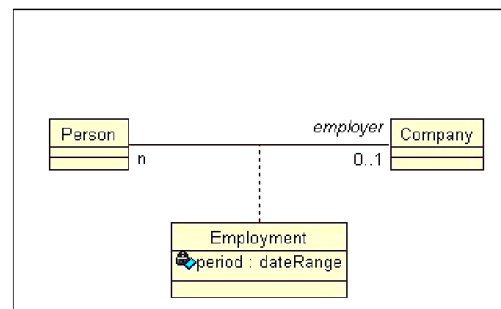 Person
employer
Company
n
0..1
Employment
period : dateRange